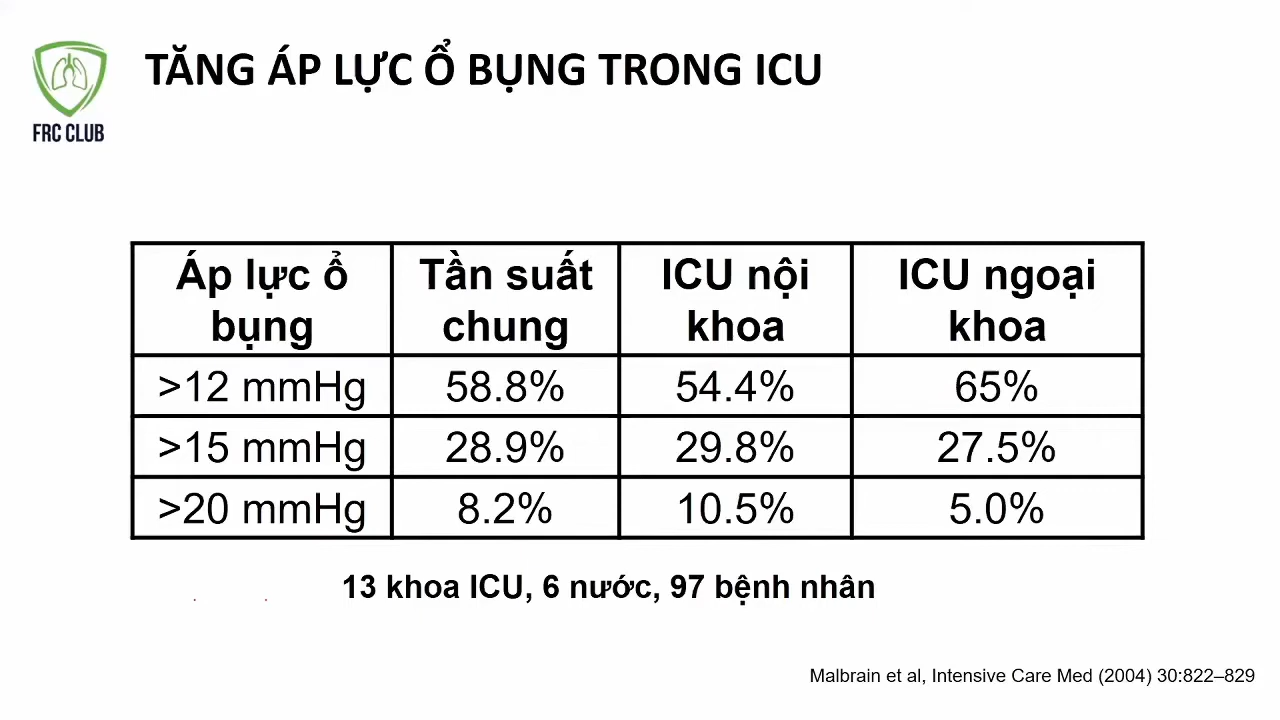 TĂNG ÁP LỰC Ổ BỤNG TRONG ICU
FRC CLUB
Áp lực ổ bụng Tần suất chung ICU nội khoa ICU ngoại khoa
>12 mmHg 58.8% 54.4% 65%
>15 mmHg 28.9% 29.8% 27.5%
>20 mmHg 8.2% 10.5% 5.0%
13 khoa ICU, 6 nước, 97 bệnh nhân
Malbrain et al, Intensive Care Med (2004) 30:822–829